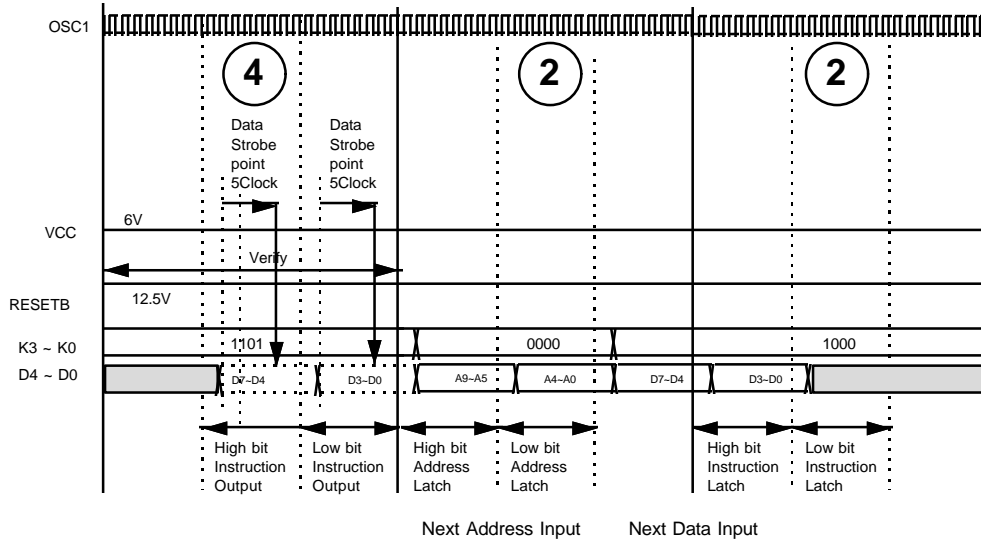 OSC1
4
2
2
Data
Strobe
point
5Clock
Data
Strobe
point
5Clock
6V
VCC
Verify
12.5V
RESETB
K3 ~ K0
1101
0000
1000
D4 ~ D0
D7~D4
D3~D0
A9~A5
A4~A0
D7~D4
D3~D0
High bit
Instruction
Output
Low bit
Instruction
Output
High bit
Address
Latch
Low bit
Address
Latch
High bit
Instruction
Latch
Low bit
Instruction
Latch
Next Address Input
Next Data Input